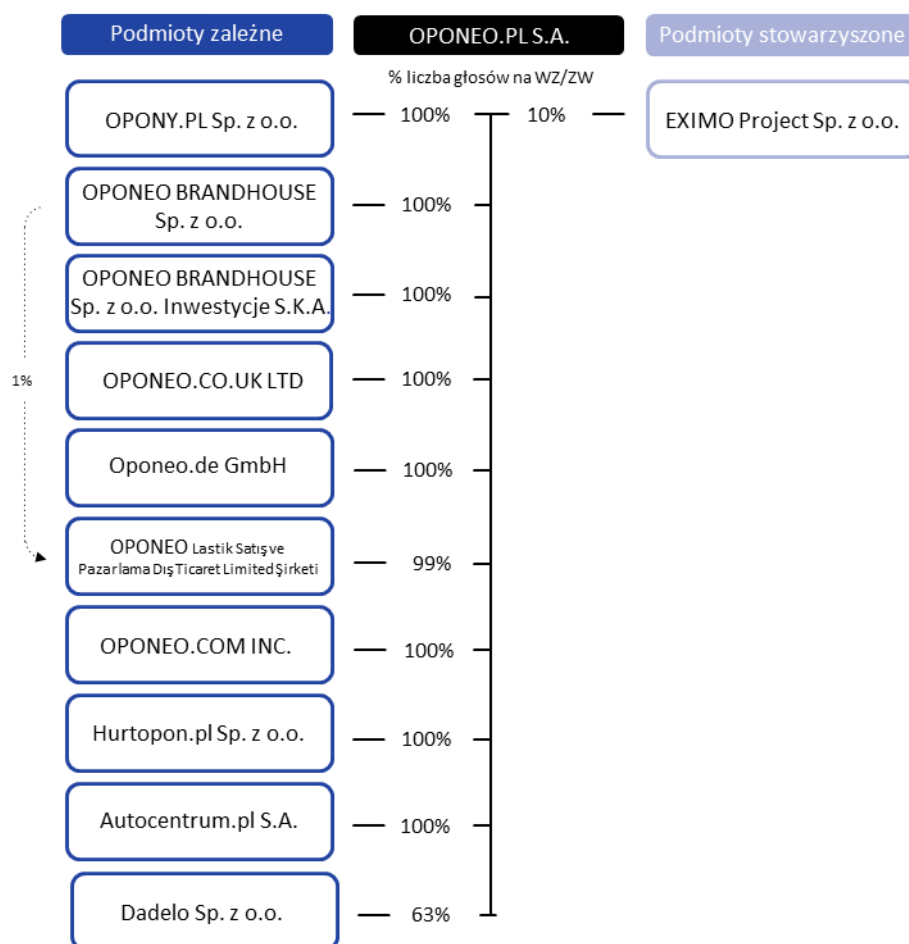 Podmioty zależne
OPONEO.PL S.A.
Podmioty stowarzyszone
% liczba głosów na WZ/ZW
OPONY.PL Sp. z o.o.
100%
10%
EXIMO Project Sp. z o.o.
OPONEO BRANDHOUSE
Sp. z o.o.
100%
OPONEO BRANDHOUSE
Sp. z o.o. Inwestycje S.K.A.
100%
1%
OPONEO.CO.UK LTD
100%
Oponeo.de GmbH
100%
OPONEO Lastik Satış ve
Pazarlama Dış Ticaret Limited Şirketi
99%
OPONEO.COM INC.
100%
Hurtopon.pl Sp. z o.o.
100%
Autocentrum.pl S.A.
100%
Dadelo Sp. z o.o.
63%